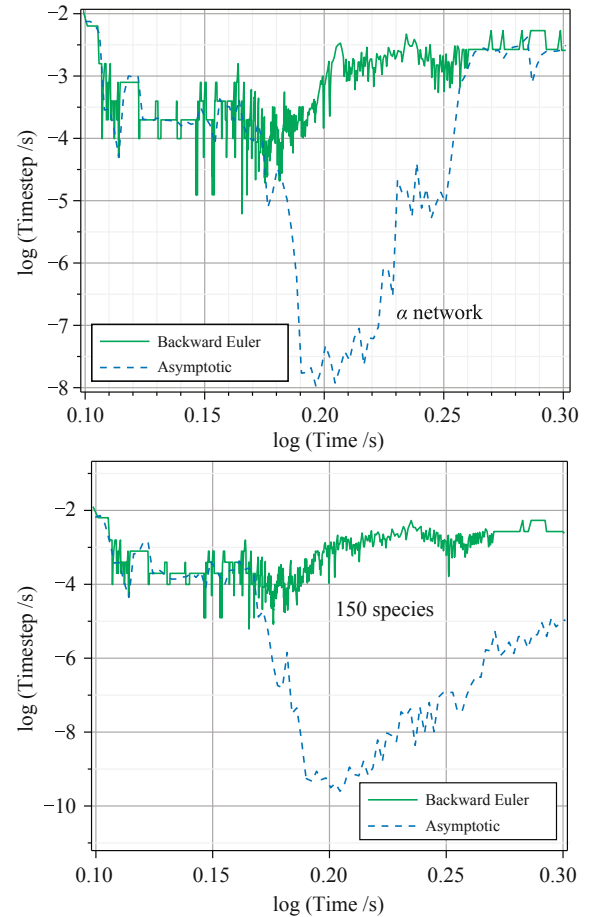 −2
−3
−4
−5
−6
−7
−8
log (Timestep /s)
α network
Backward Euler
Asymptotic
0.10 0.15 0.20 0.25 0.30
log (Time /s)
−2
−4
−6
−8
−10
log (Timestep /s)
150 species
Backward Euler
Asymptotic
0.10 0.15 0.20 0.25 0.30
log (Time /s)